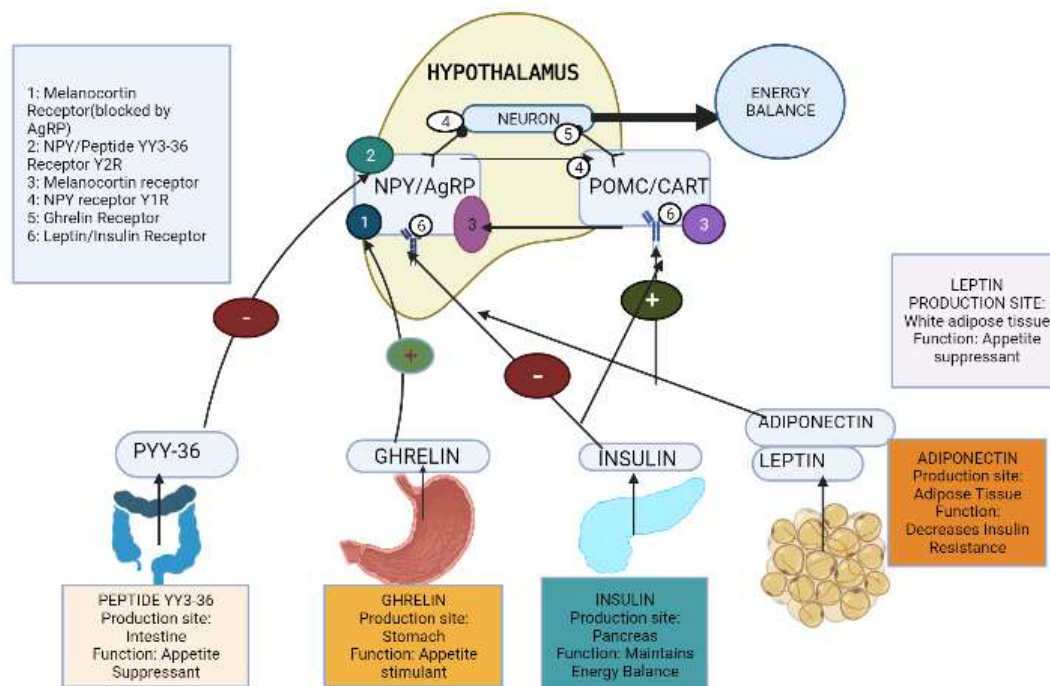 1: Melanocortin
Receptor(blocked by
AgRP)
2: NPY/Peptide YY3-36
Receptor Y2R
3: Melanocortin receptor
4: NPY receptor Y1R
5: Ghrelin Receptor
6: Leptin/Insulin Receptor
HYPOTHALAMUS
ENERGY
BALANCE
4
NEURON
5
2
4
NPY/AgRP
POMC/CART
1
6
3
6
3
-
+
-
+
LEPTIN
PRODUCTION SITE:
White adipose tissue
Function: Appetite
suppressant
PYY-36
GHRELIN
INSULIN
ADIPONECTIN
LEPTIN
ADIPONECTIN
Production site:
Adipose Tissue
Function:
Decreases Insulin
Resistance
PEPTIDE YY3-36
Production site:
Intestine
Function: Appetite
Suppressant
GHRELIN
Production site:
Stomach
Function: Appetite
stimulant
INSULIN
Production site:
Pancreas
Function: Maintains
Energy Balance